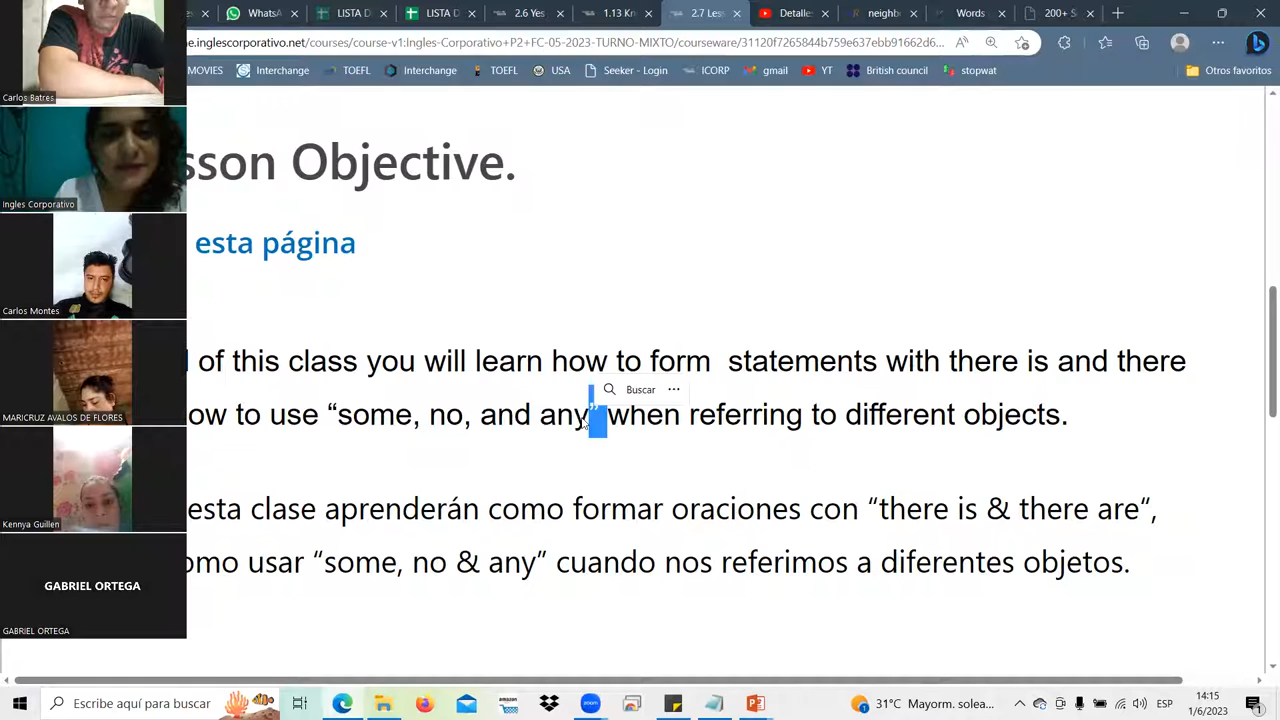 WhatsA
LISTA D
LISTA D
2.6 Yes
1.13 Kn
2.7 Les
Detalle:
neighb
Words
200+ S
e.inglescorporativo.net/courses/course-v1:Ingles-Corporativo+P2+FC-05-2023-TURNO-MIXTO/courseware/31120f7265844b759e637ebb91662d6...
MOVIES
Interchange
TOEFL
Interchange
TOEFL
USA
Seeker - Login
ICORP
gmail
YT
British council
stopwat
Otros favoritos
Carlos Batres
Ingles Corporativo
Carlos Montes
MARICRUZ AVALOS DE FLORES
Kennya Guillen
GABRIEL ORTEGA
GABRIEL ORTEGA
sson Objective.
esta página
of this class you will learn how to form statements with there is and there
Buscar ...
ow to use “some, no, and any” when referring to different objects.
esta clase aprenderán como formar oraciones con “there is & there are“,
omo usar “some, no & any” cuando nos referimos a diferentes objetos.
Escribe aquí para buscar
amazon
zoom
31°C Mayorm. solea...
ESP
14:15
1/6/2023
1